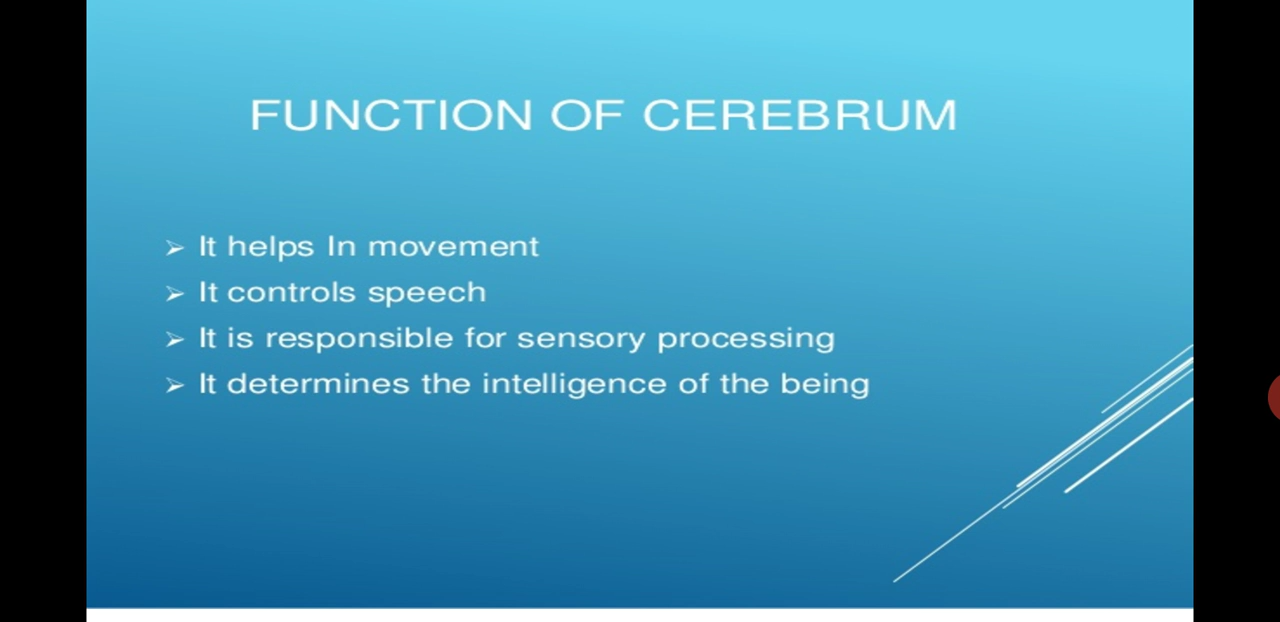 FUNCTION OF CEREBRUM
➢ It helps In movement
➢ It controls speech
➢ It is responsible for sensory processing
➢ It determines the intelligence of the being